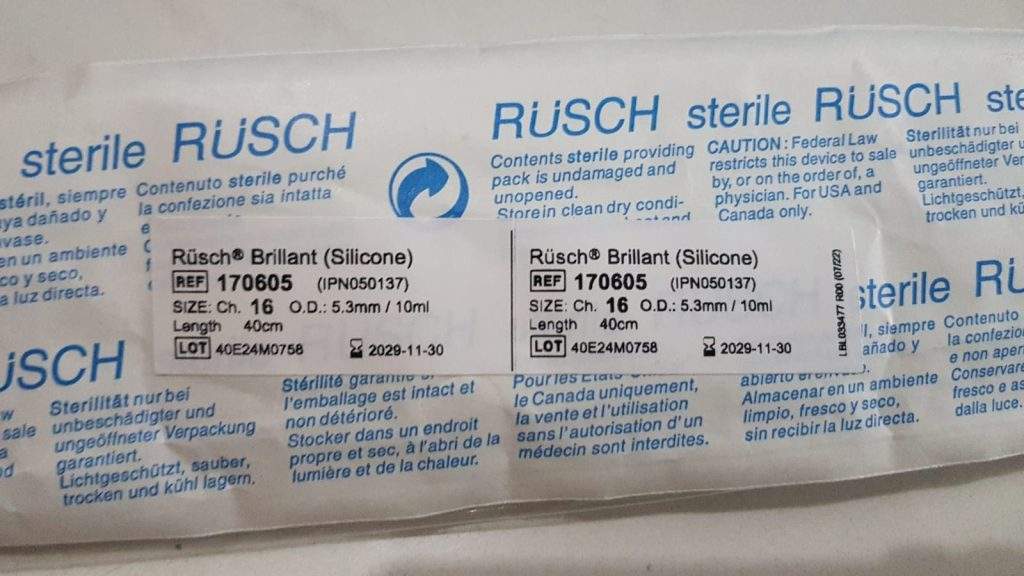 sterile RÜSCH
RÜSCH sterile RÜSCH
Contenuto sterile purché
la confezione sia intatta
Contents sterile providing
pack is undamaged and
unopened.
Store in clean dry condi-
CAUTION: Federal Law
restricts this device to sale
by, or on the order of, a
physician. For USA and
Canada only.
Sterilität nur bei
unbeschädigter
ungeöffneter
garantiert.
Lichtgeschützt
trocken und
siempre
dañado y
en un ambiente
y seco,
a luz directa.
Rüsch® Brillant (Silicone)
REF 170605 (IPN050137)
SIZE: Ch. 16 O.D.: 5.3mm / 10ml
Length 40cm
LOT 40E24M0758 2029-11-30
Rüsch® Brillant (Silicone)
REF 170605 (IPN050137)
SIZE: Ch. 16 O.D.: 5.3mm / 10ml
Length 40cm
LOT 40E24M0758 2029-11-30
LBL033477 R00 (07/22)
sterile
siempre
Contenuto
la confezio
e non aper
Conservare
dalla luce.
sale
Sterilität nur bei
unbeschädigter und
ungeöffneter Verpackung
garantiert.
Lichtgeschützt, sauber,
trocken und kühl lagern.
Stérilité garantie
l'emballage est intact et
non détérioré.
Stocker dans un endroit
propre et sec, à l'abri de la
lumière et de la chaleur.
Pour les États
le Canada uniquement,
la vente et l'utilisation
sans l'autorisation d'un
médecin sont interdites.
abierto
Almacenar en un ambiente
limpio, fresco y seco,
sin recibir la luz directa.